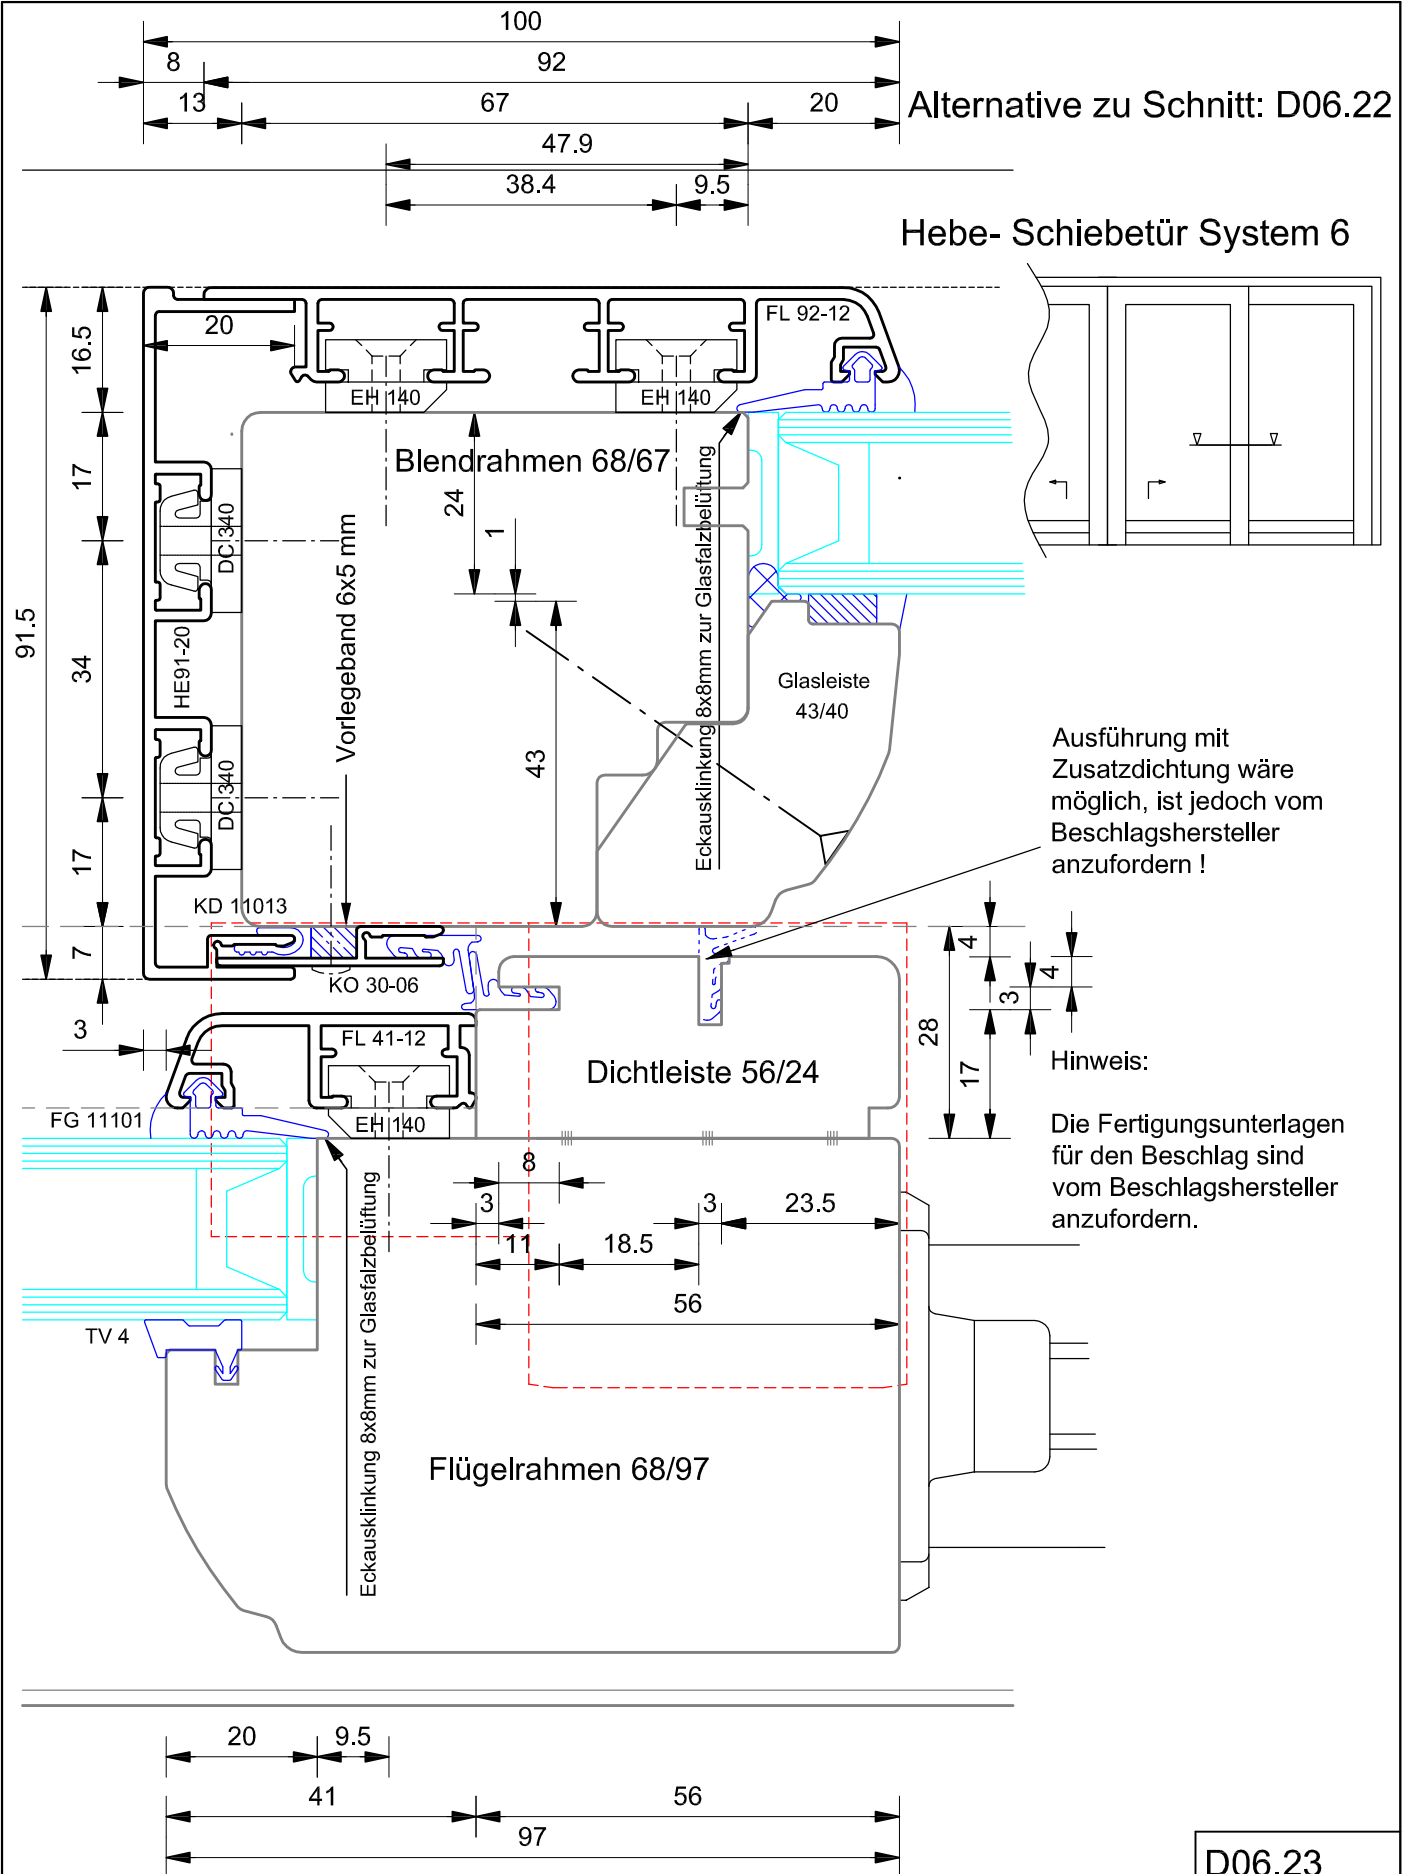 100
8
92
13
67
20
Alternative zu Schnitt: D06.22
47.9
38.4
9.5
Hebe- Schiebetür System 6
FL 92-12
20
16.5
EH 140
EH 140
Blendrahmen 68/67
17
24
1
DC 340
Vorlegeband 6x5 mm
Eckausklinkung 8x8mm zur Glasfalzbelüftung
91.5
34
HE91-20
Glasleiste
43/40
43
DC 340
17
Ausführung mit
Zusatzdichtung wäre
möglich, ist jedoch vom
Beschlagshersteller
anzufordern !
KD 11013
7
KO 30-06
4
4
3
28
17
3
FL 41-12
Dichtleiste 56/24
Hinweis:
FG 11101
EH 140
Die Fertigungsunterlagen
für den Beschlag sind
vom Beschlagshersteller
anzufordern.
8
3
3
23.5
11
18.5
56
TV 4
Eckausklinkung 8x8mm zur Glasfalzbelüftung
Flügelrahmen 68/97
20
9.5
41
56
97
D06.23